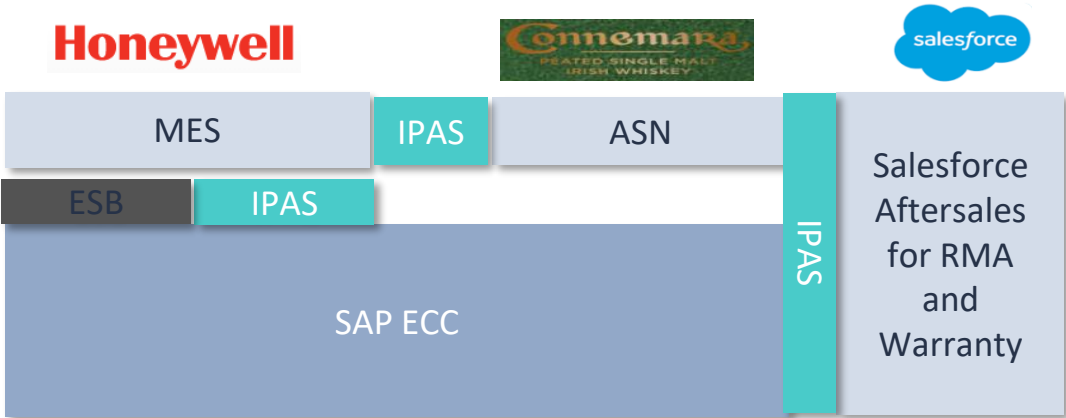 Honeywell
Connemara
PEATED SINGLE MALT
IRISH WHISKEY
salesforce
MES
IPAS
ASN
ESB
IPAS
SAP ECC
IPAS
Salesforce
Aftersales
for RMA
and
Warranty